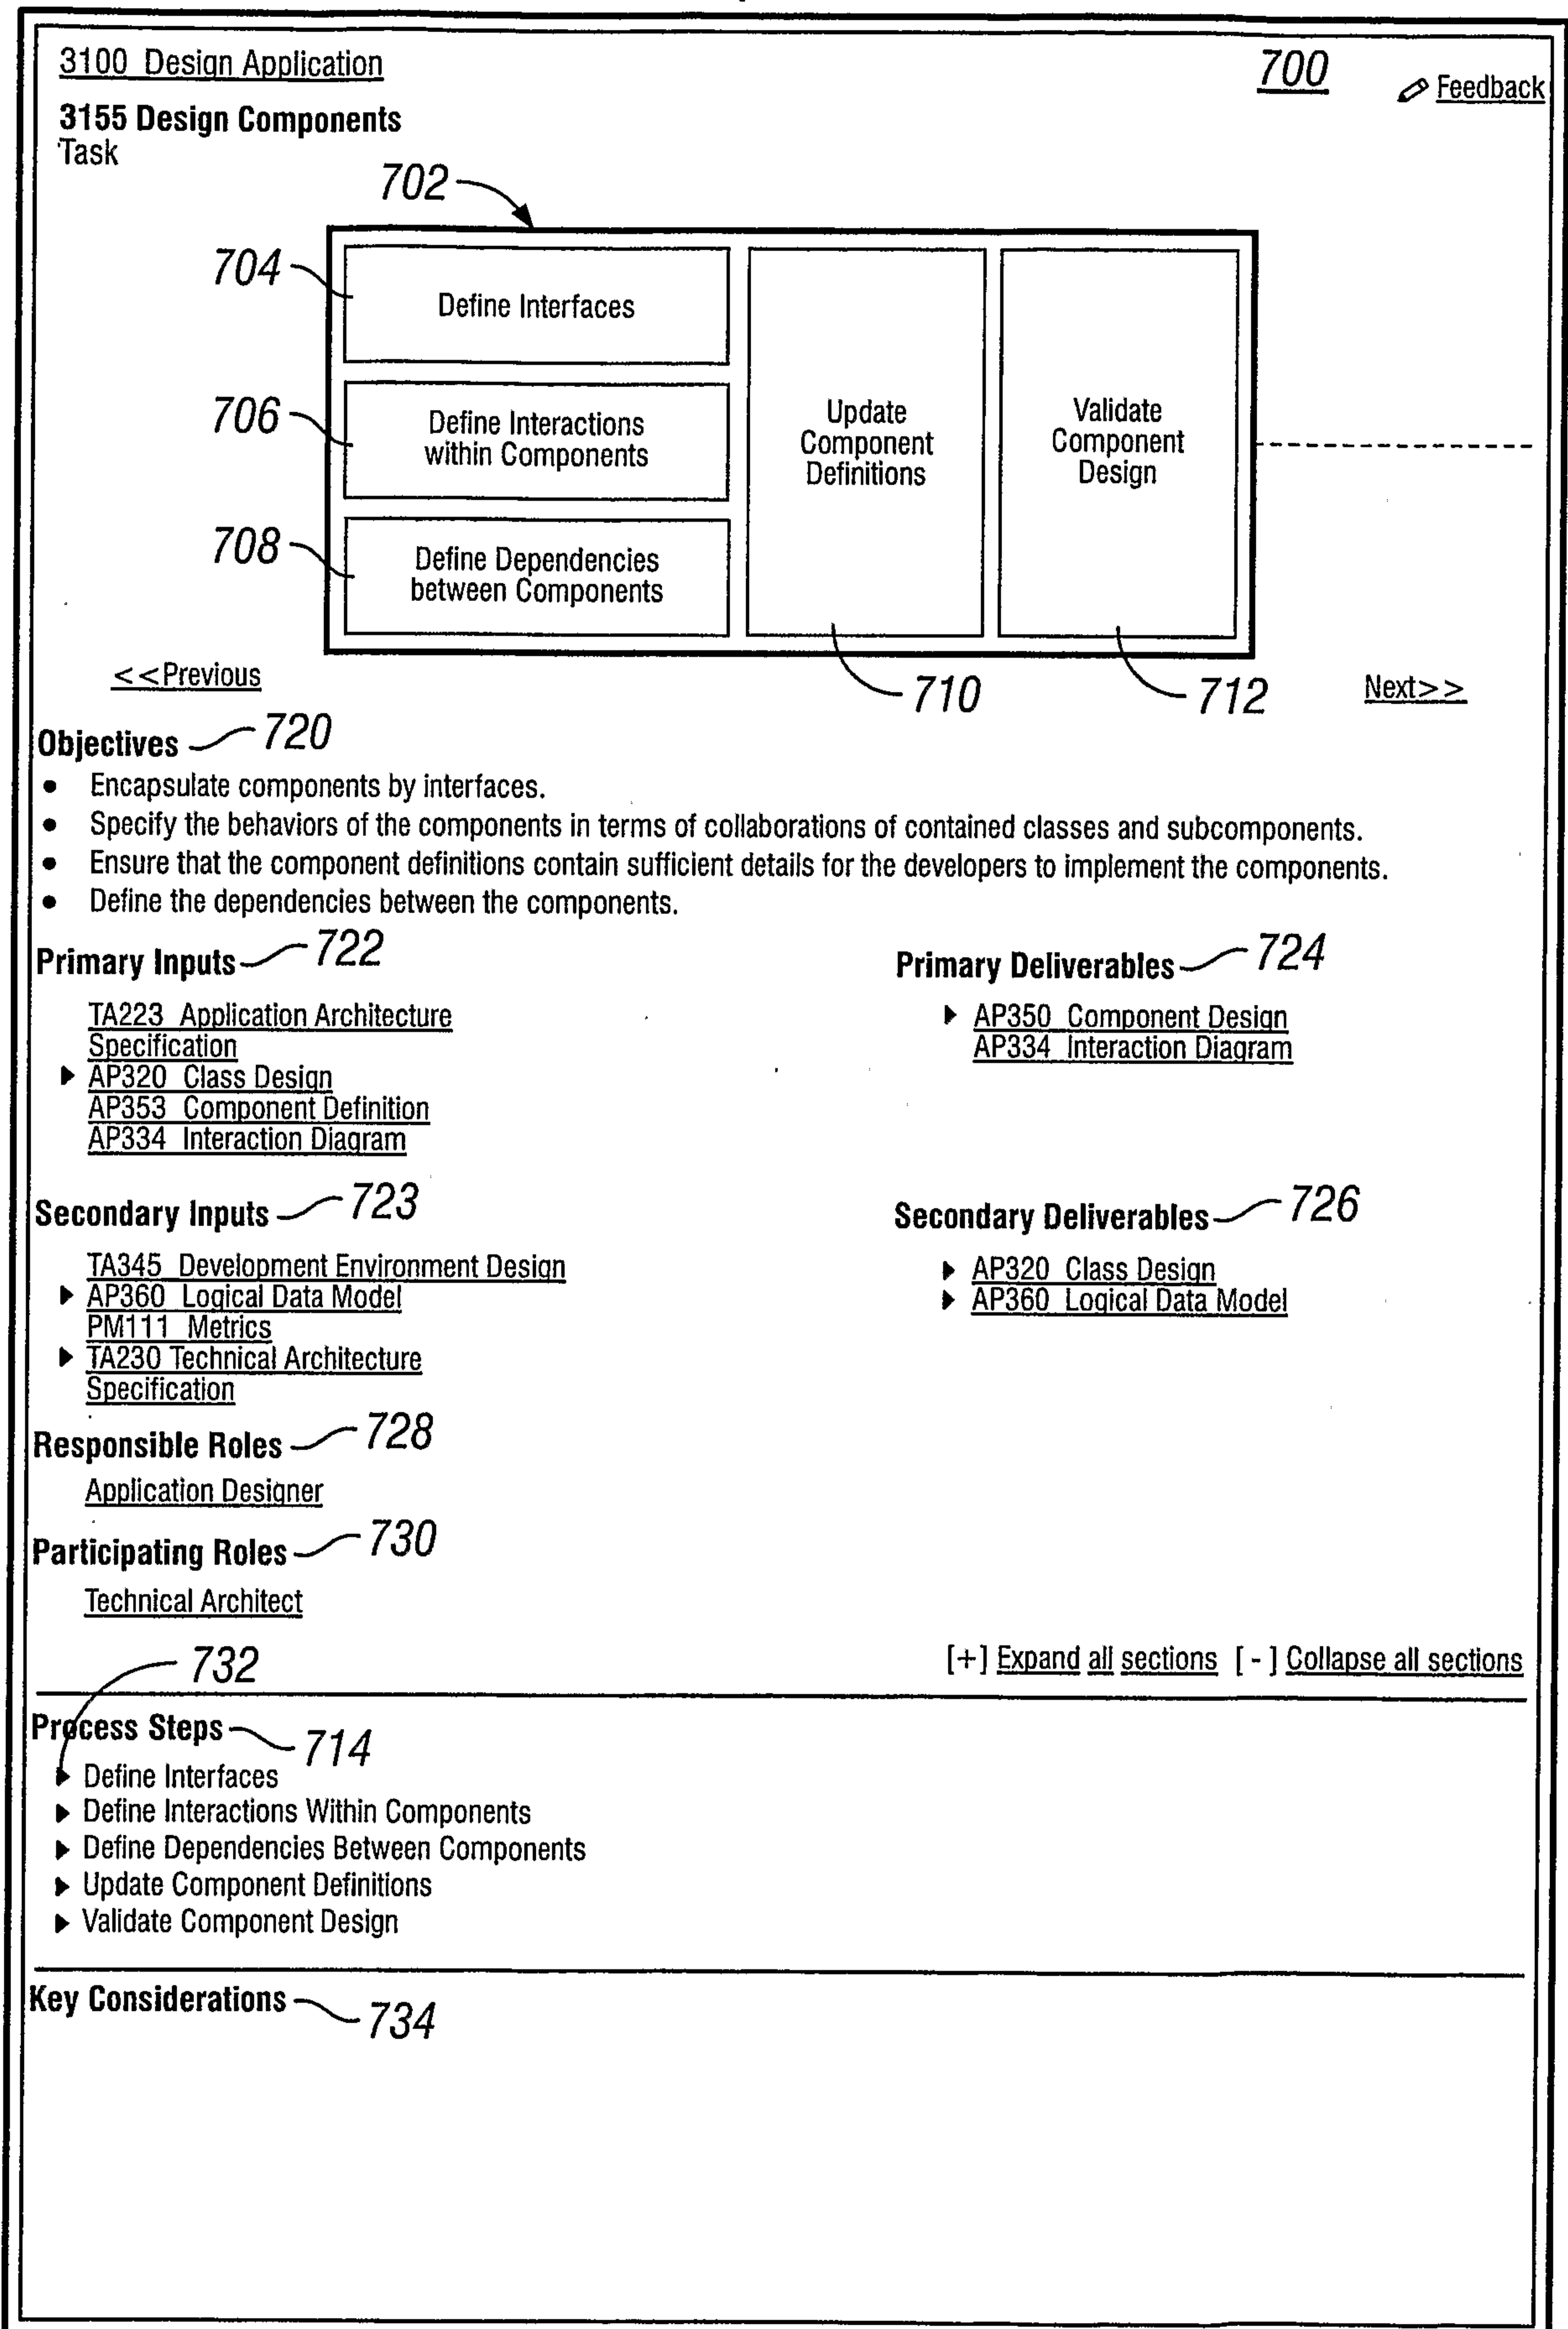 3100 Design Application
700
Feedback
3155 Design Components
Task
702
704
Define Interfaces
706
Define Interactions
within Components
708
Define Dependencies
between Components
Update
Component
Definitions
Validate
Component
Design
<<Previous
710
712
Next>>
Objectives 720
• Encapsulate components by interfaces.
• Specify the behaviors of the components in terms of collaborations of contained classes and subcomponents.
• Ensure that the component definitions contain sufficient details for the developers to implement the components.
• Define the dependencies between the components.
Primary Inputs 722
TA223 Application Architecture
Specification
▶ AP320 Class Design
AP353 Component Definition
AP334 Interaction Diagram
Primary Deliverables 724
▶ AP350 Component Design
AP334 Interaction Diagram
Secondary Inputs 723
TA345 Development Environment Design
▶ AP360 Logical Data Model
PM111 Metrics
▶ TA230 Technical Architecture
Specification
Secondary Deliverables 726
▶ AP320 Class Design
▶ AP360 Logical Data Model
Responsible Roles 728
Application Designer
Participating Roles 730
Technical Architect
732
[+] Expand all sections [-] Collapse all sections
Process Steps 714
▶ Define Interfaces
▶ Define Interactions Within Components
▶ Define Dependencies Between Components
▶ Update Component Definitions
▶ Validate Component Design
Key Considerations 734